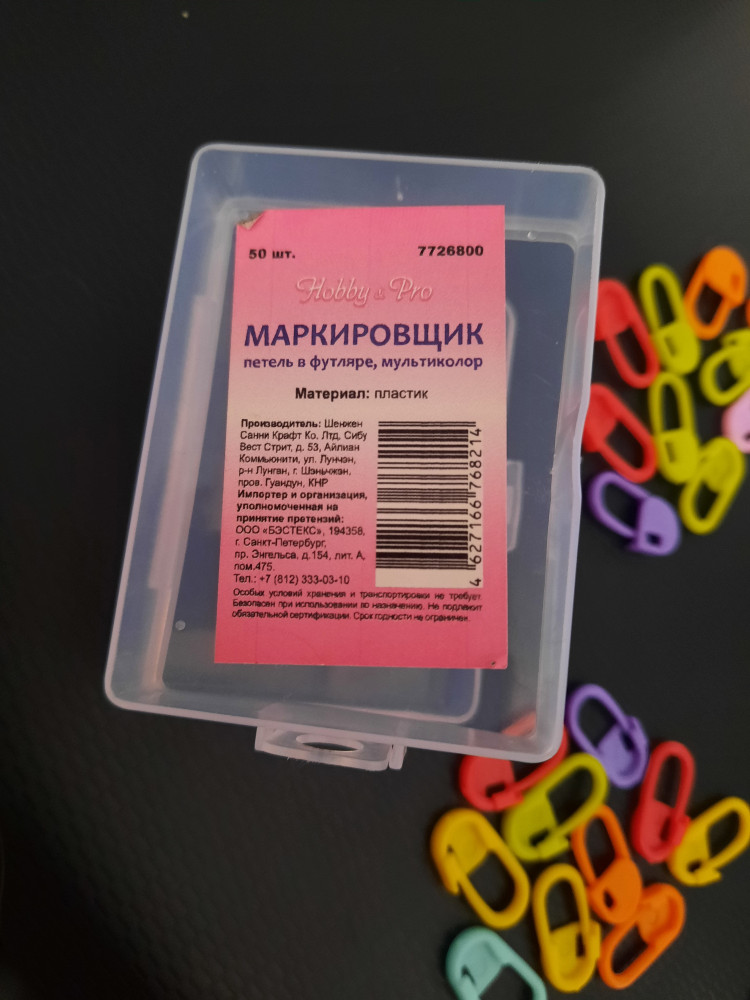 50 шт.
7726800
Hobby & Pro
МАРКИРОВЩИК
петель в футляре, мультиколор
Материал: пластик
Производитель: Шенжен
Санни Крафт Ко. Лтд, Сибу
Вест Стрит, д. 53, Айлиан
Коммьюнити, ул. Лунчэн,
р-н Лунган, г. Шэньчжэн,
пров. Гуандун, КНР
Импортер и организация,
уполномоченная на
принятие претензий:
ООО «БЭСТЕКС», 194358,
г. Санкт-Петербург,
пр. Энгельса, д.154, лит. А,
пом.475.
Тел.: +7 (812) 333-03-10
4 627166 768214
Особых условий хранения и транспортировки не требует.
Безопасен при использовании по назначению. Не подлежит
обязательной сертификации. Срок годности не ограничен.